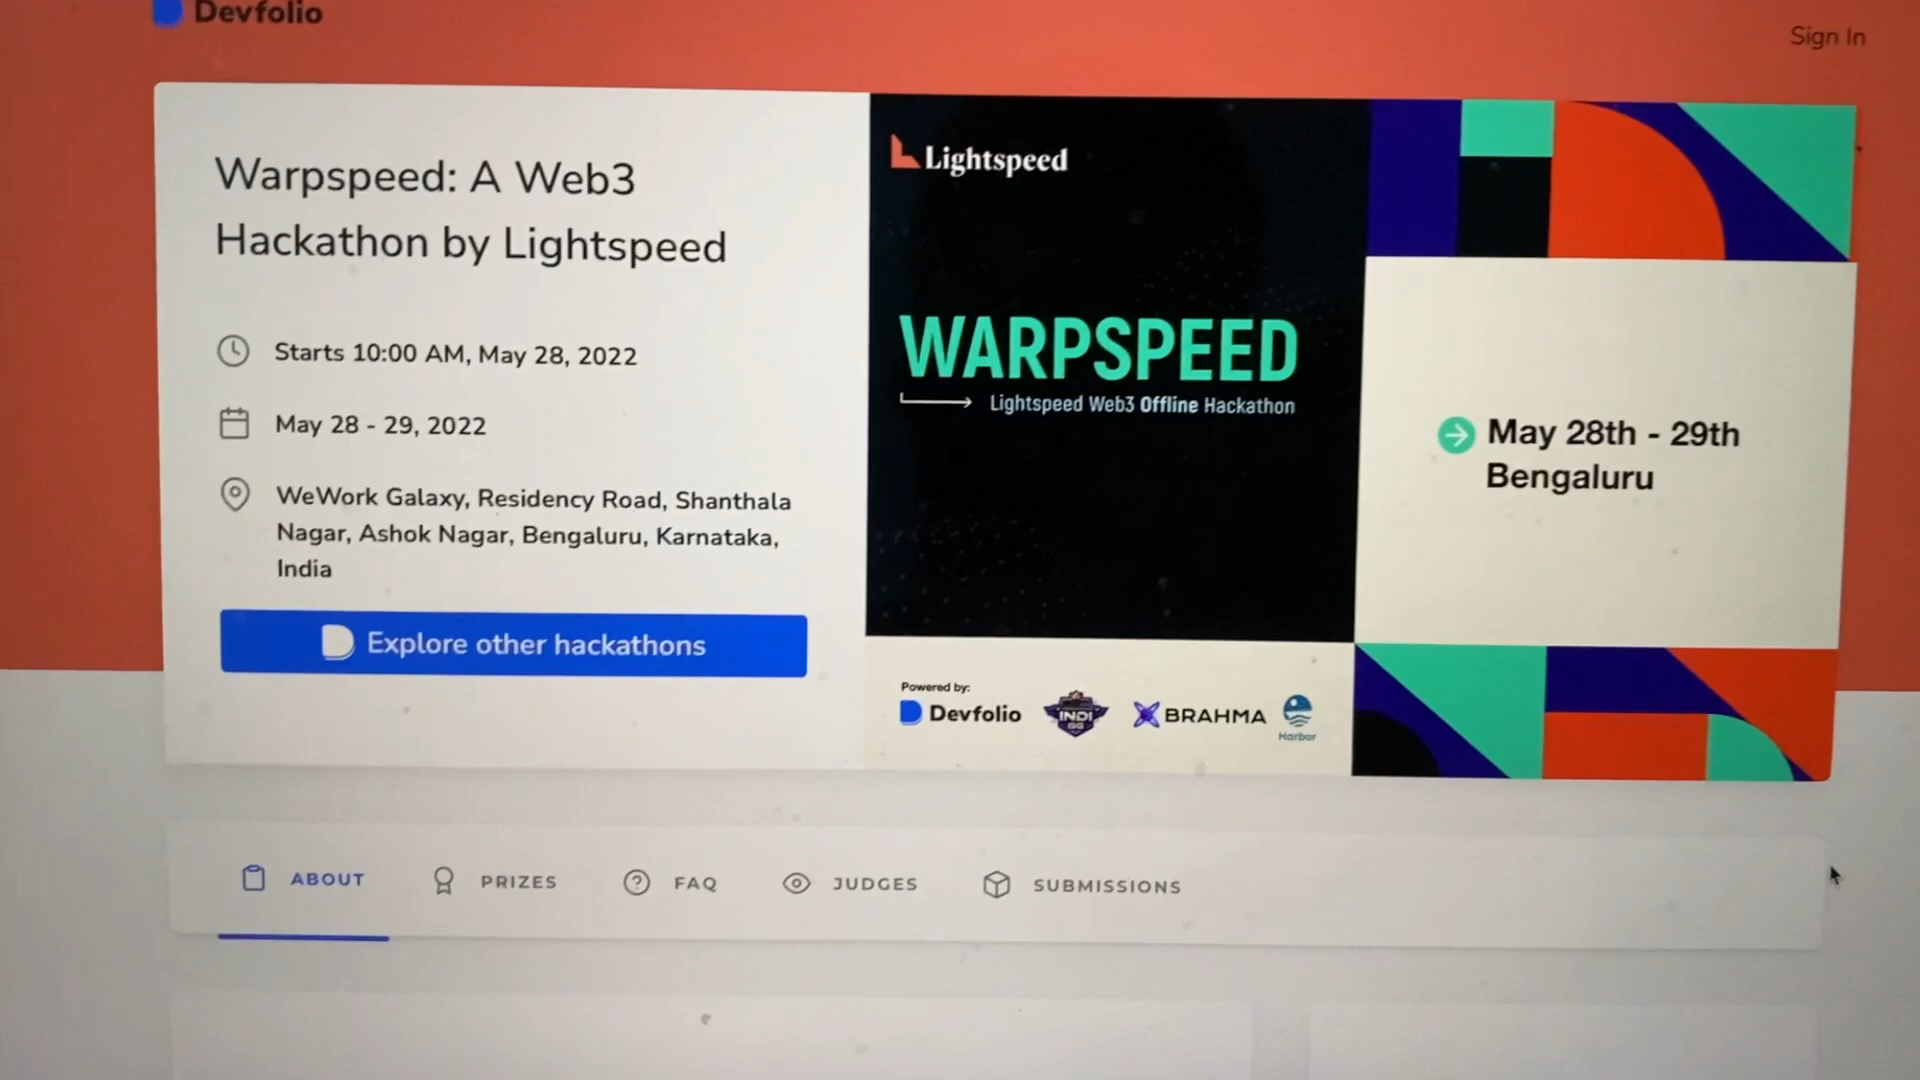 Devfolio
Sign In
Warpspeed: A Web3
Hackathon by Lightspeed
Starts 10:00 AM, May 28, 2022
May 28 - 29, 2022
WeWork Galaxy, Residency Road, Shanthala
Nagar, Ashok Nagar, Bengaluru, Karnataka,
India
Explore other hackathons
Lightspeed
WARPSPEED
Lightspeed Web3 Offline Hackathon
May 28th - 29th
Bengaluru
Powered by:
Devfolio
INDI
GG
BRAHMA
Harbor
ABOUT
PRIZES
FAQ
JUDGES
SUBMISSIONS